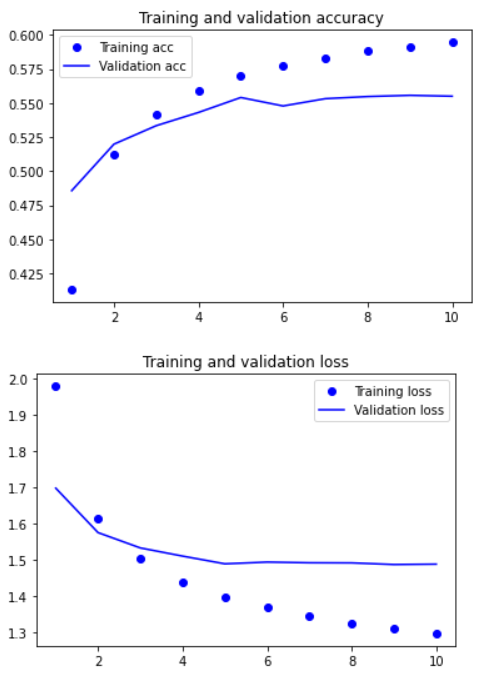 Training and validation accuracy
0.600
Training acc
Validation acc
0.575
0.550
0.525
0.500
0.475
0.450
0.425
2 4 6 8 10
Training and validation loss
2.0
Training loss
Validation loss
1.9
1.8
1.7
1.6
1.5
1.4
1.3
2 4 6 8 10